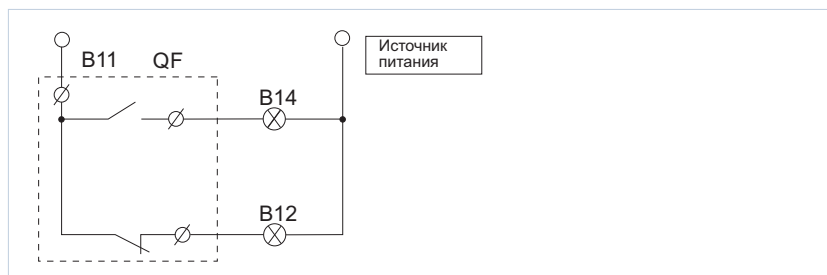 Источник
питания
B11
QF
B14
B12